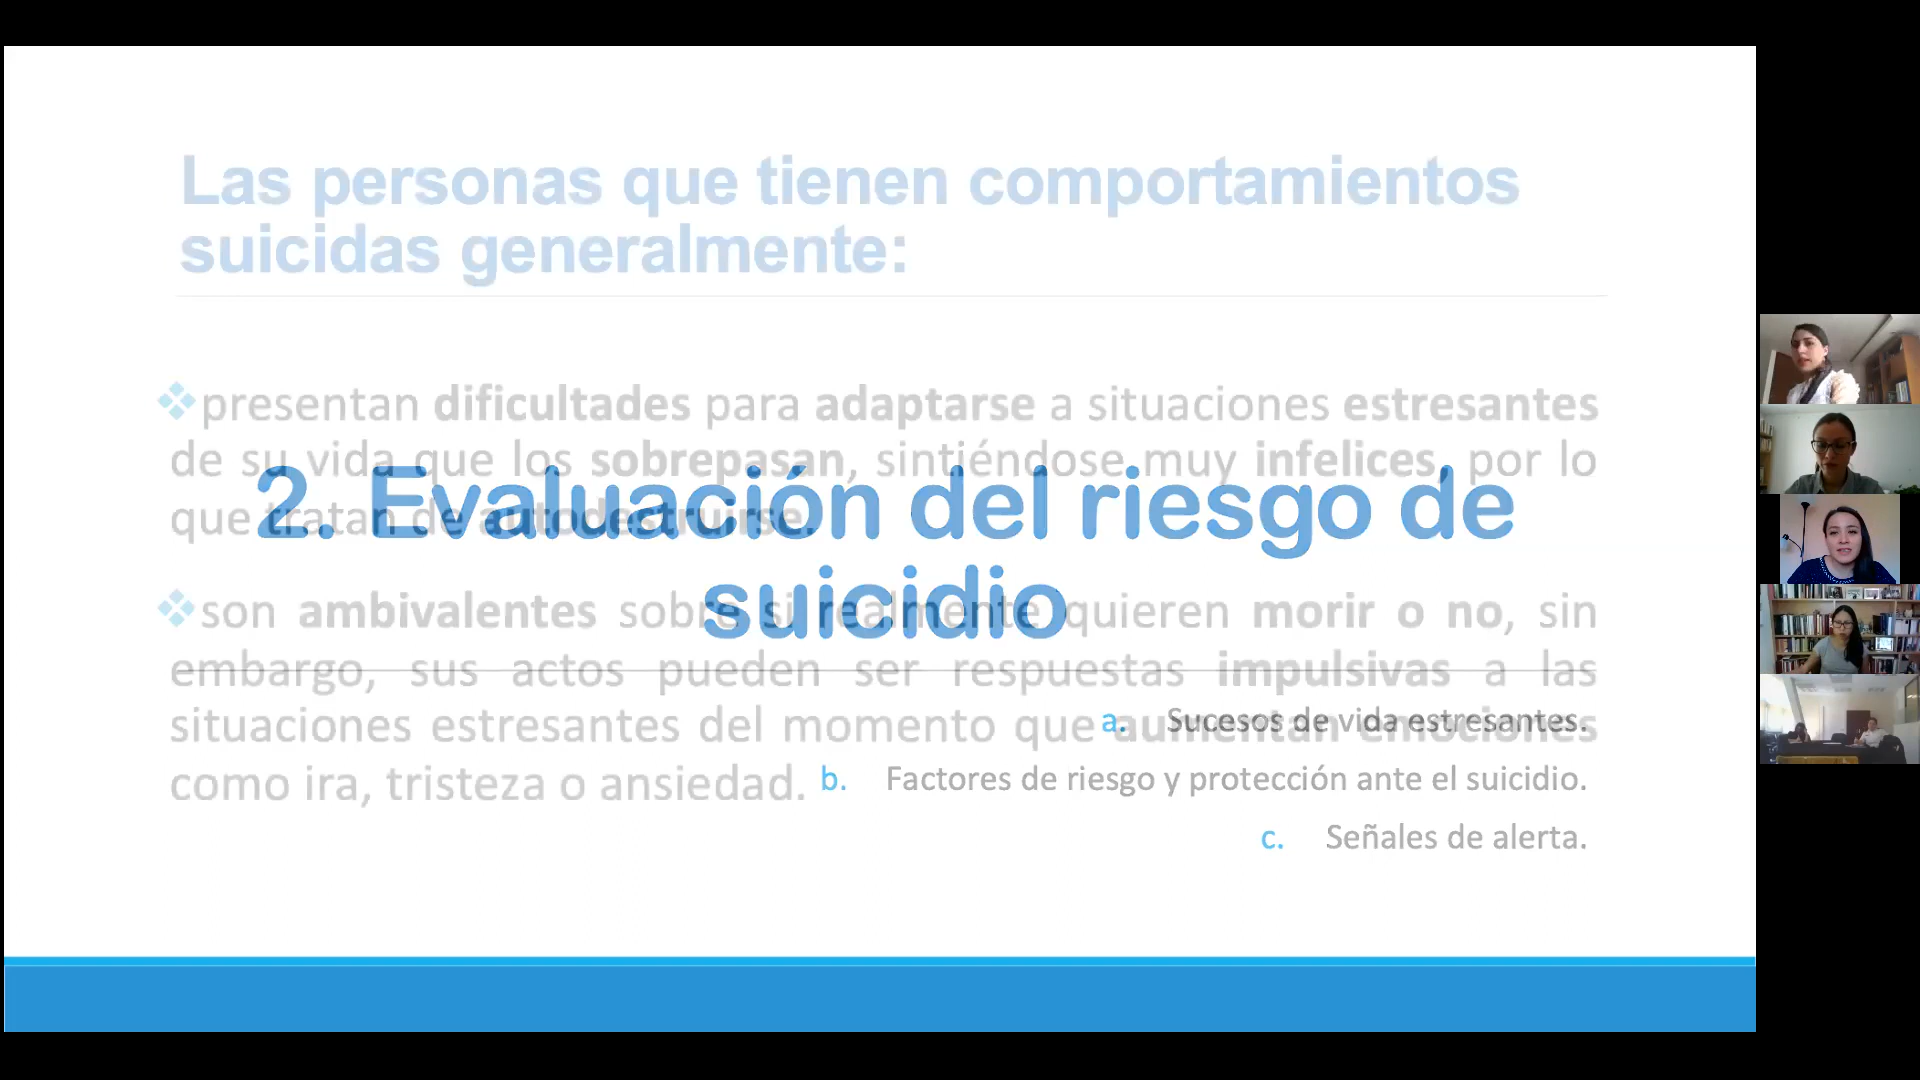 Las personas que tienen comportamientos
suicidas generalmente:
presentan dificultades para adaptarse a situaciones estresantes
de su vida que los sobrepasan, sintiéndose muy infelices, por lo
que tratan de autodestruirse.
son ambivalentes sobre si realmente quieren morir o no, sin
embargo, sus actos pueden ser respuestas impulsivas a las
situaciones estresantes del momento que aumentan emociones
como ira, tristeza o ansiedad.
2. Evaluación del riesgo de
suicidio
a. Sucesos de vida estresantes.
b. Factores de riesgo y protección ante el suicidio.
c. Señales de alerta.